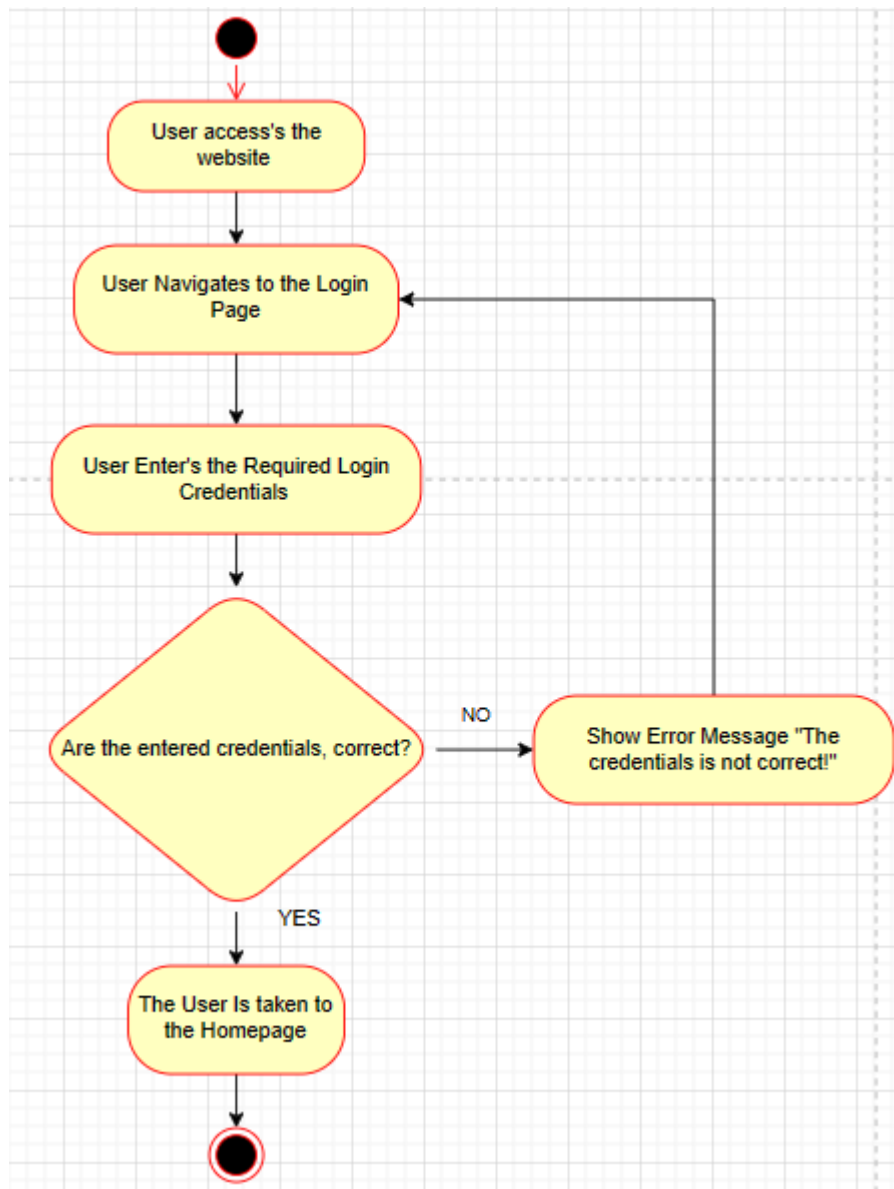 User access's the
website
User Navigates to the Login
Page
User Enter's the Required Login
Credentials
Are the entered credentials, correct?
NO
Show Error Message "The
credentials is not correct!"
YES
The User Is taken to
the Homepage